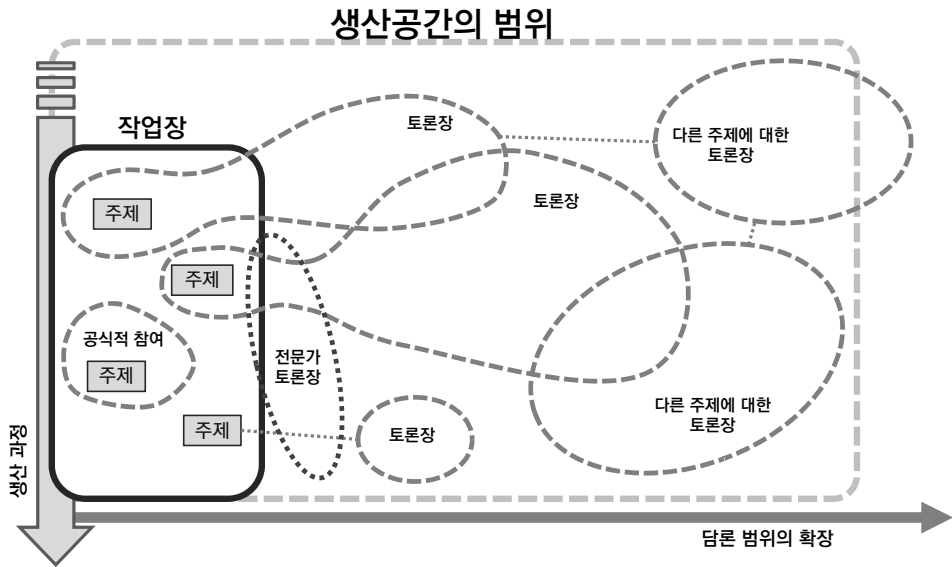 생산공간의 범위
작업장
토론장
다른 주제에 대한
토론장
주제
토론장
주제
공식적 참여
주제
전문가
토론장
다른 주제에 대한
토론장
주제
토론장
생산 과정
담론 범위의 확장